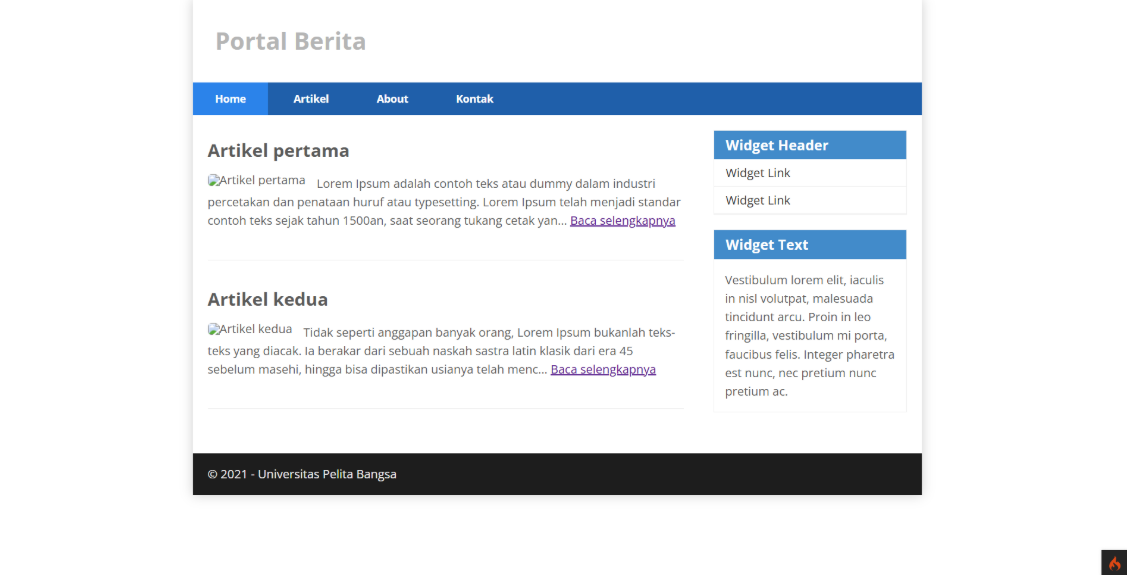 Portal Berita
Home Artikel About Kontak
Artikel pertama
Artikel pertama Lorem Ipsum adalah contoh teks atau dummy dalam industri
percetakan dan penataan huruf atau typesetting. Lorem Ipsum telah menjadi standar
contoh teks sejak tahun 1500an, saat seorang tukang cetak yan... Baca selengkapnya
Artikel kedua
Artikel kedua Tidak seperti anggapan banyak orang, Lorem Ipsum bukanlah teks-
teks yang diacak. Ia berakar dari sebuah naskah sastra latin klasik dari era 45
sebelum masehi, hingga bisa dipastikan usianya telah menc... Baca selengkapnya
Widget Header
Widget Link
Widget Link
Widget Text
Vestibulum lorem elit, iaculis
in nisl volutpat, malesuada
tincidunt arcu. Proin in leo
fringilla, vestibulum mi porta,
faucibus felis. Integer pharetra
est nunc, nec pretium nunc
pretium ac.
© 2021 - Universitas Pelita Bangsa